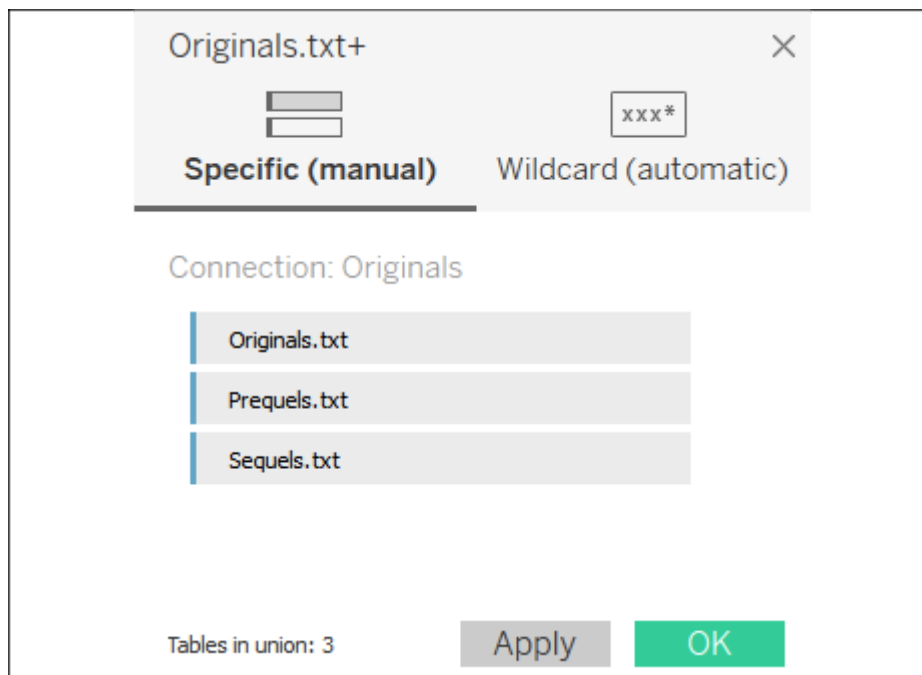 Originals.txt+
xxx*
Specific (manual) Wildcard (automatic)
Connection: Originals
Originals.txt
Prequels.txt
Sequels.txt
Tables in union: 3 Apply OK